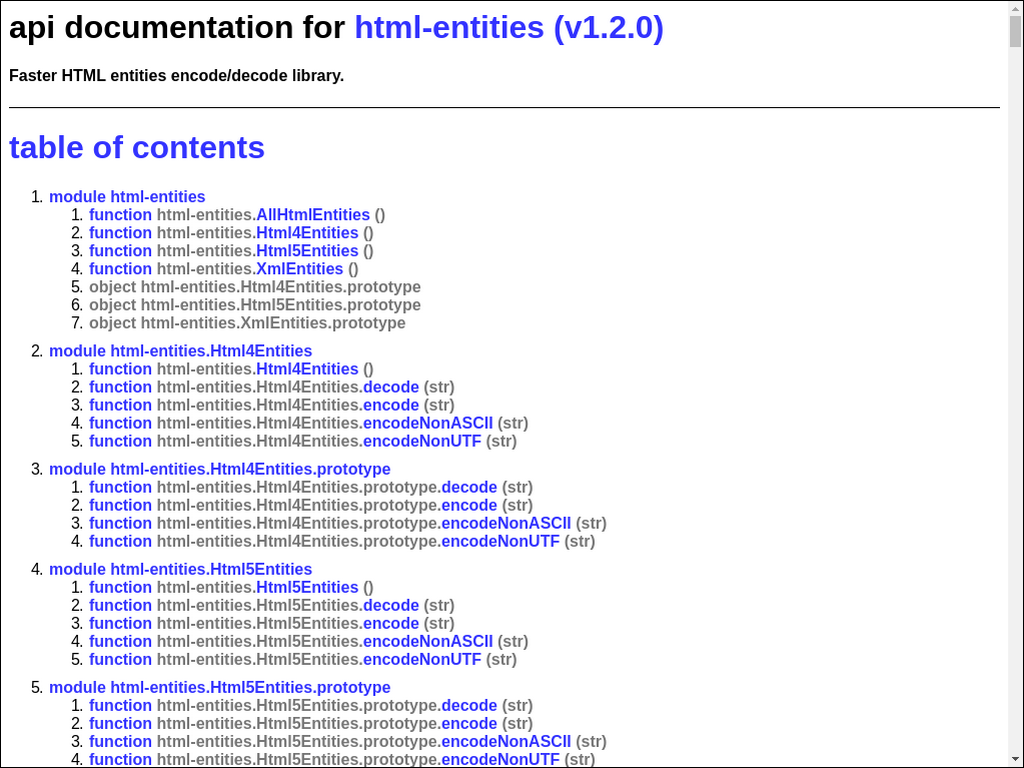 api documentation for html-entities (v1.2.0)
Faster HTML entities encode/decode library.
table of contents
1. module html-entities
1. function html-entities.AllHtmlEntities ()
2. function html-entities.Html4Entities ()
3. function html-entities.Html5Entities ()
4. function html-entities.XmlEntities ()
5. object html-entities.Html4Entities.prototype
6. object html-entities.Html5Entities.prototype
7. object html-entities.XmlEntities.prototype
2. module html-entities.Html4Entities
1. function html-entities.Html4Entities ()
2. function html-entities.Html4Entities.decode (str)
3. function html-entities.Html4Entities.encode (str)
4. function html-entities.Html4Entities.encodeNonASCII (str)
5. function html-entities.Html4Entities.encodeNonUTF (str)
3. module html-entities.Html4Entities.prototype
1. function html-entities.Html4Entities.prototype.decode (str)
2. function html-entities.Html4Entities.prototype.encode (str)
3. function html-entities.Html4Entities.prototype.encodeNonASCII (str)
4. function html-entities.Html4Entities.prototype.encodeNonUTF (str)
4. module html-entities.Html5Entities
1. function html-entities.Html5Entities ()
2. function html-entities.Html5Entities.decode (str)
3. function html-entities.Html5Entities.encode (str)
4. function html-entities.Html5Entities.encodeNonASCII (str)
5. function html-entities.Html5Entities.encodeNonUTF (str)
5. module html-entities.Html5Entities.prototype
1. function html-entities.Html5Entities.prototype.decode (str)
2. function html-entities.Html5Entities.prototype.encode (str)
3. function html-entities.Html5Entities.prototype.encodeNonASCII (str)
4. function html-entities.Html5Entities.prototype.encodeNonUTF (str)